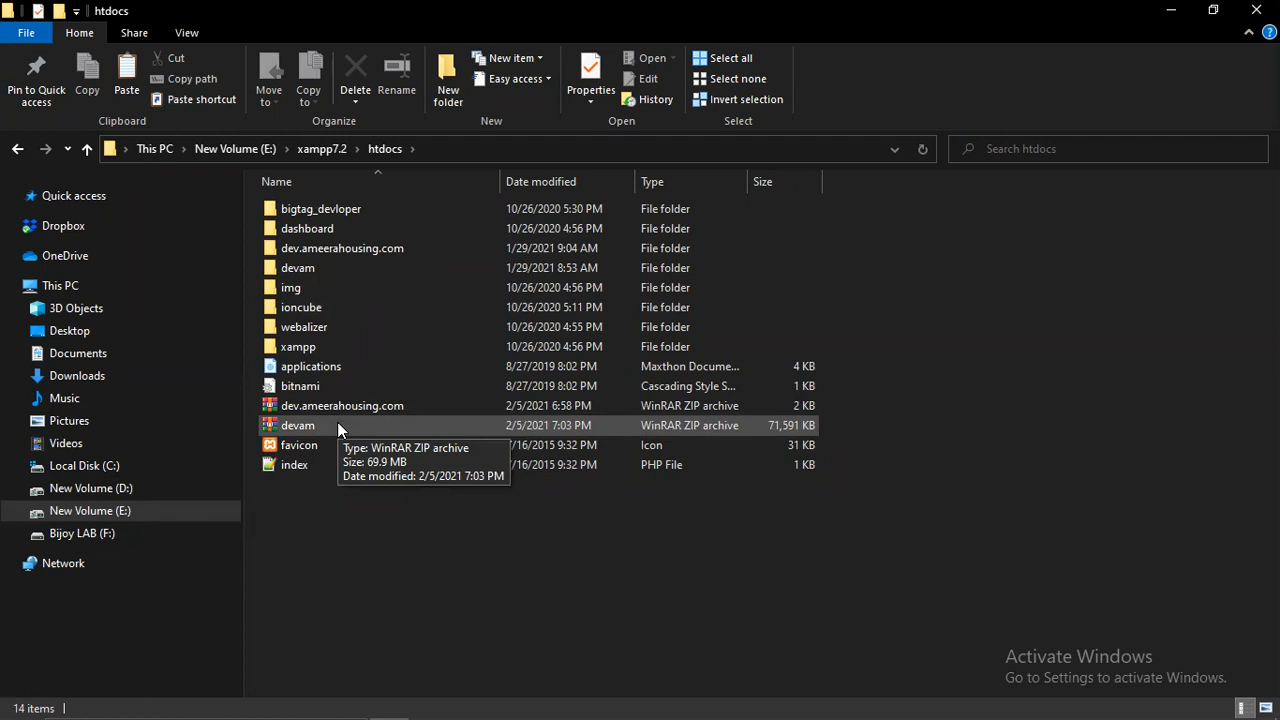 htdocs
File Home Share View
Pin to Quick access
Copy
Paste
Cut
Copy path
Paste shortcut
Clipboard
Move to
Copy to
Delete
Rename
Organize
New folder
New item
Easy access
New
Properties
Open
Edit
History
Open
Select all
Select none
Invert selection
Select
This PC New Volume (E:) xampp7.2 htdocs
Search htdocs
Quick access
Dropbox
OneDrive
This PC
3D Objects
Desktop
Documents
Downloads
Music
Pictures
Videos
Local Disk (C:)
New Volume (D:)
New Volume (E:)
Bijoy LAB (F:)
Network
Name Date modified Type Size
bigtag_devloper 10/26/2020 5:30 PM File folder
dashboard 10/26/2020 4:56 PM File folder
dev.ameerahousing.com 1/29/2021 9:04 AM File folder
devam 1/29/2021 8:53 AM File folder
img 10/26/2020 4:56 PM File folder
ioncube 10/26/2020 5:11 PM File folder
webalizer 10/26/2020 4:55 PM File folder
xampp 10/26/2020 4:56 PM File folder
applications 8/27/2019 8:02 PM Maxthon Docume... 4 KB
bitnami 8/27/2019 8:02 PM Cascading Style S... 1 KB
dev.ameerahousing.com 2/5/2021 6:58 PM WinRAR ZIP archive 2 KB
devam 2/5/2021 7:03 PM WinRAR ZIP archive 71,591 KB
favicon /16/2015 9:32 PM Icon 31 KB
index /16/2015 9:32 PM PHP File 1 KB
Type: WinRAR ZIP archive
Size: 69.9 MB
Date modified: 2/5/2021 7:03 PM
Activate Windows
Go to Settings to activate Windows.
14 items